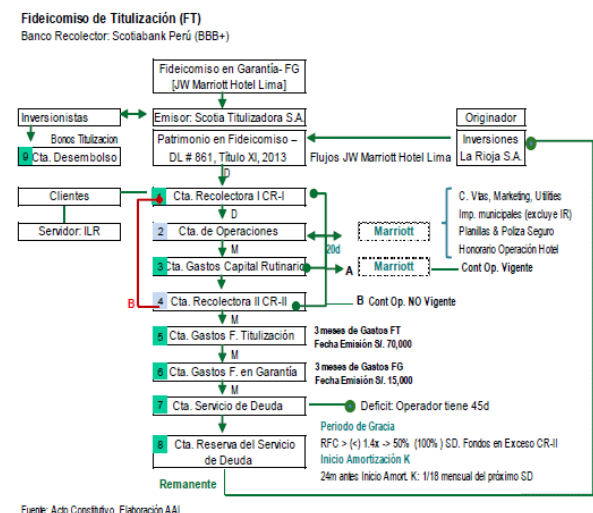 Fideicomiso de Titulización (FT)
Banco Recolector: Scotiabank Perú (BBB+)
Fideicomiso en Garantía- FG
[JW Marriott Hotel Lima]
Inversionistas
Emisor: Scotia Titulizadora S.A.
Originador
Bonos Titulizacion
9 Cta. Desembolso
Patrimonio en Fideicomiso –
DL # 861, Título XI, 2013
Flujos JW Marriott Hotel Lima
Inversiones
La Rioja S.A.
D
Clientes
Cta. Recolectora I CR-I
D
Servidor: ILR
2 Cta. de Operaciones
Marriott
C. Vtas, Marketing, Utilities
Imp. municipales (excluye IR)
Planillas & Poliza Seguro
Honorario Operación Hotel
M
20d
3 Cta. Gastos Capital Rutinario
A
Marriott
Cont Op. Vigente
B
4 Cta. Recolectora II CR-II
B Cont Op. NO Vigente
M
5 Cta. Gastos F. Titulización
3 meses de Gastos FT
Fecha Emisión S/. 70,000
M
6 Cta. Gastos F. en Garantía
3 meses de Gastos FG
Fecha Emisión S/. 15,000
M
7 Cta. Servicio de Deuda
Deficit: Operador tiene 45d
M
8 Cta. Reserva del Servicio
de Deuda
Periodo de Gracia
RFC > (<) 1.4x -> 50% (100%) SD. Fondos en Exceso CR-II
Inicio Amortización K
24m antes Inicio Amort. K: 1/18 mensual del próximo SD
Remanente
Fuente: Acto Constitutivo. Elaboración AAI